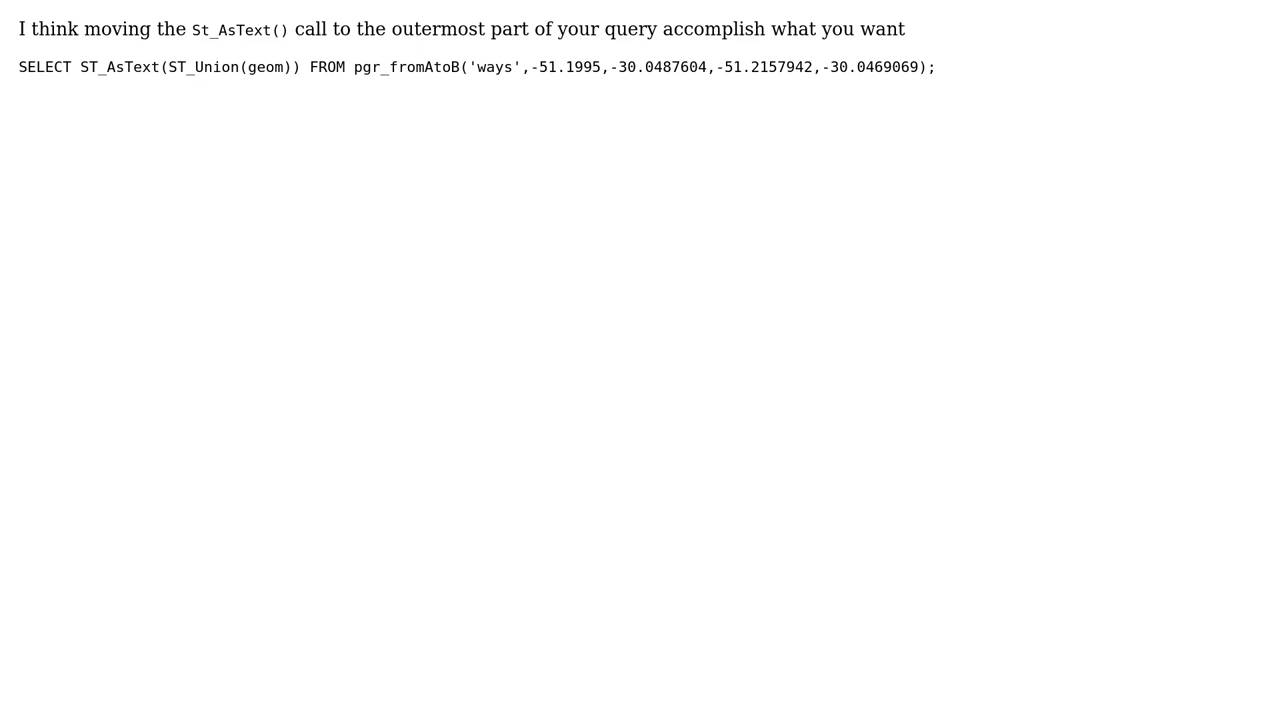 I think moving the St_AsText() call to the outermost part of your query accomplish what you want
SELECT ST_AsText(ST_Union(geom)) FROM pgr_fromAtoB('ways',-51.1995,-30.0487604,-51.2157942,-30.0469069);